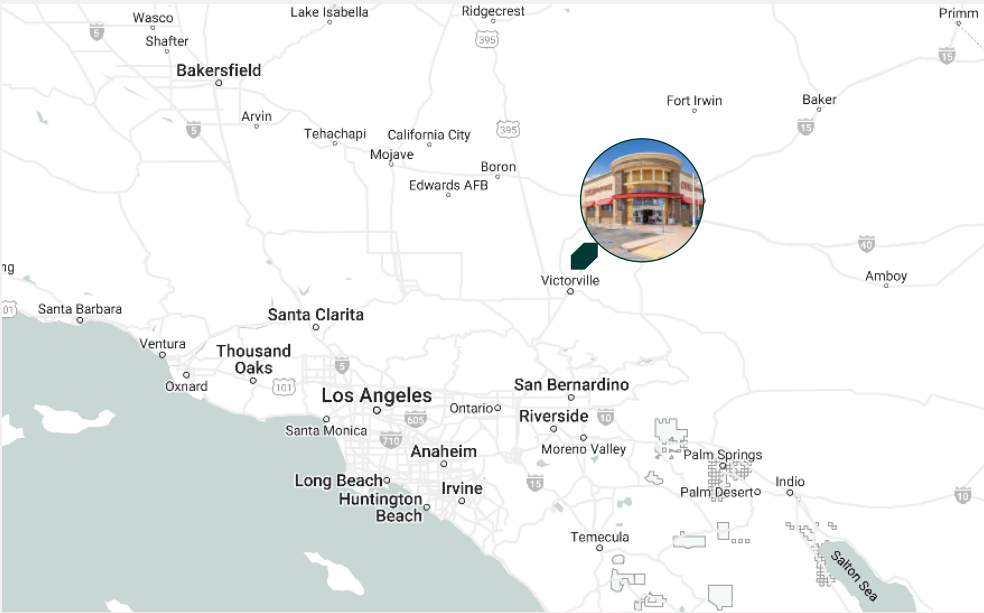 Wasco
Lake Isabella
Ridgecrest
Primm
5
Shafter
395
15
Bakersfield
Fort Irwin
Baker
Arvin
5
395
15
Tehachapi
California City
Mojave
Boron
Edwards AFB
40
ng
Victorville
Amboy
01
Santa Barbara
Santa Clarita
Ventura
Thousand
Oaks
5
Oxnard
101
San Bernardino
Los Angeles
Ontario
605
Riverside
10
Santa Monica
710
Anaheim
Moreno Valley
Palm Springs
15
Long Beach
Irvine
Palm Desert
Indio
10
Huntington
Beach
Temecula
Salton Sea